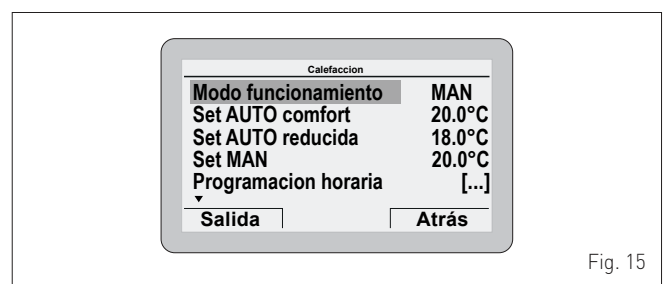 Calefaccion
Modo funcionamiento MAN
Set AUTO comfort 20.0°C
Set AUTO reducida 18.0°C
Set MAN 20.0°C
Programacion horaria [...]
Salida Atrás
Fig. 15